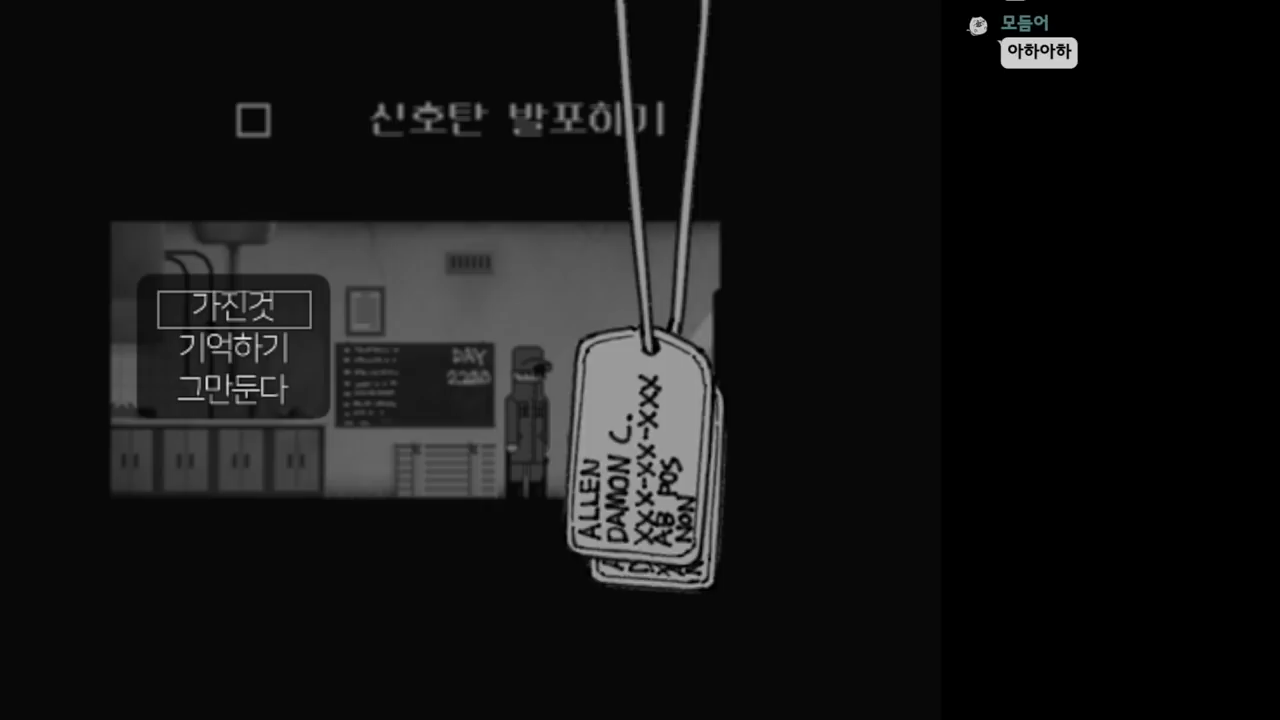 모듬어
아하아하
신호탄 발포하기
가진것
기억하기
그만둔다
DAY
ALLEN
DAMON C.
XXX-XX-XXX
AB POS
NON